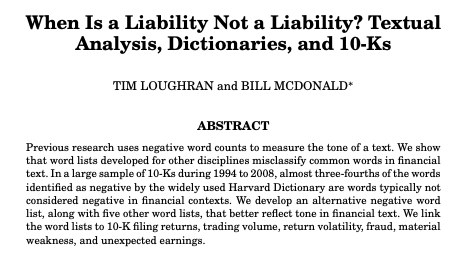 When Is a Liability Not a Liability? Textual
Analysis, Dictionaries, and 10-Ks
TIM LOUGHRAN and BILL MCDONALD*
ABSTRACT
Previous research uses negative word counts to measure the tone of a text. We show
that word lists developed for other disciplines misclassify common words in financial
text. In a large sample of 10-Ks during 1994 to 2008, almost three-fourths of the words
identified as negative by the widely used Harvard Dictionary are words typically not
considered negative in financial contexts. We develop an alternative negative word
list, along with five other word lists, that better reflect tone in financial text. We link
the word lists to 10-K filing returns, trading volume, return volatility, fraud, material
weakness, and unexpected earnings.